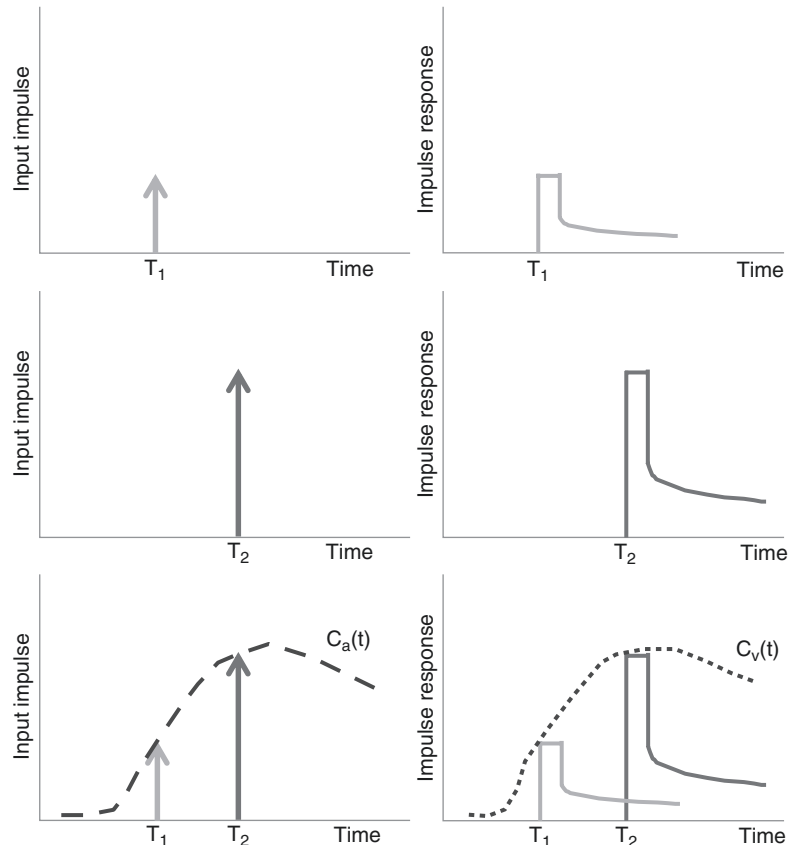 Input impulse
T1
Time
Impulse response
T1
Time
Input impulse
T2
Time
Impulse response
T2
Time
Input impulse
Ca(t)
T1
T2
Time
Impulse response
Cv(t)
T1
T2
Time